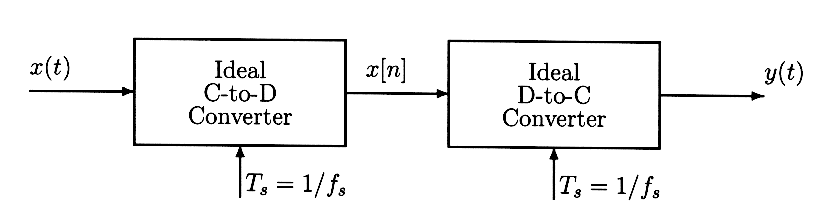 x(t)
Ideal
C-to-D
Converter
x[n]
Ideal
D-to-C
Converter
y(t)
T_s = 1/f_s
T_s = 1/f_s